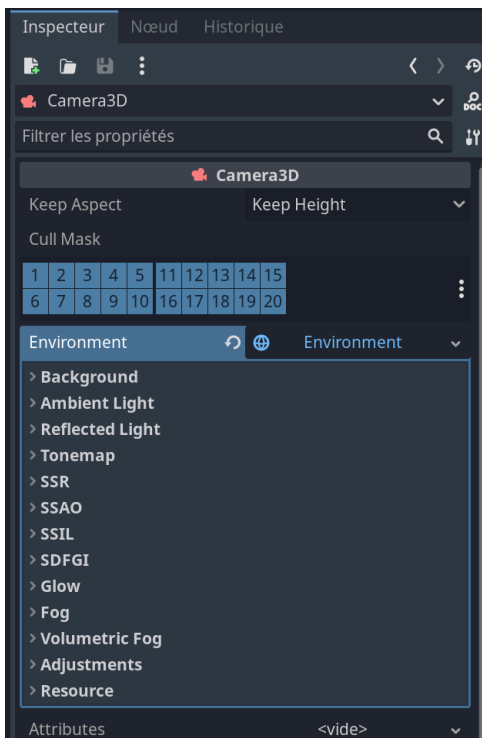 Inspecteur Nœud Historique
Camera3D
DOC
Filtrer les propriétés
Camera3D
Keep Aspect Keep Height
Cull Mask
1 2 3 4 5 11 12 13 14 15
6 7 8 9 10 16 17 18 19 20
Environment Environment
Background
Ambient Light
Reflected Light
Tonemap
SSR
SSAO
SSIL
SDFGI
Glow
Fog
Volumetric Fog
Adjustments
Resource
Attributes <vide>